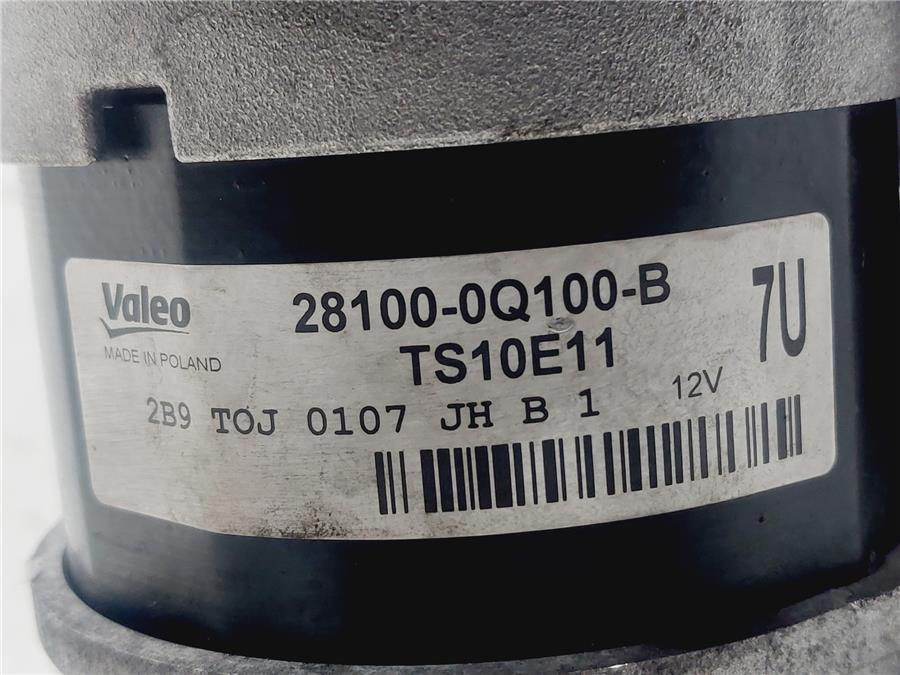 Valeo
MADE IN POLAND
28100-0Q100-B
TS10E11
7U
12V
2B9 TOJ 0107 JH B 1